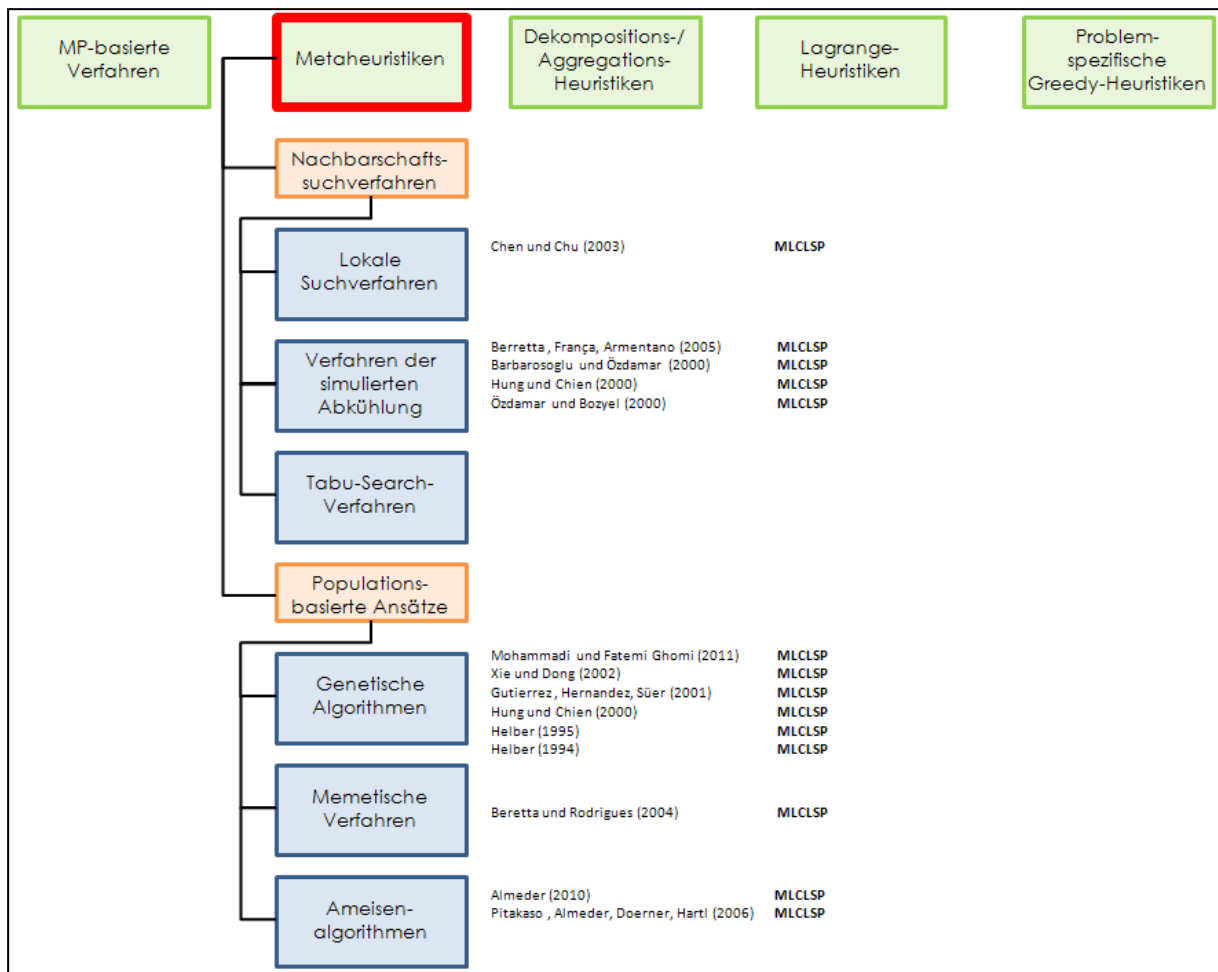 MP-basierte
Verfahren
Metaheuristiken
Dekompositions-/
Aggregations-
Heuristiken
Lagrange-
Heuristiken
Problem-
spezifische
Greedy-Heuristiken
Nachbarschafts-
suchverfahren
Lokale
Suchverfahren
Chen und Chu (2003) MLCLSP
Verfahren der
simulierten
Abkühlung
Berretta , França, Armentano (2005) MLCLSP
Barbarosoglu und Özdamar (2000) MLCLSP
Hung und Chien (2000) MLCLSP
Özdamar und Bozyel (2000) MLCLSP
Tabu-Search-
Verfahren
Populations-
basierte Ansätze
Genetische
Algorithmen
Mohammadi und Fatemi Ghomi (2011) MLCLSP
Xie und Dong (2002) MLCLSP
Gutierrez , Hernandez, Süer (2001) MLCLSP
Hung und Chien (2000) MLCLSP
Helber (1995) MLCLSP
Helber (1994) MLCLSP
Memetische
Verfahren
Beretta und Rodrigues (2004) MLCLSP
Ameisen-
algorithmen
Almeder (2010) MLCLSP
Pitakaso , Almeder, Doerner, Hartl (2006) MLCLSP